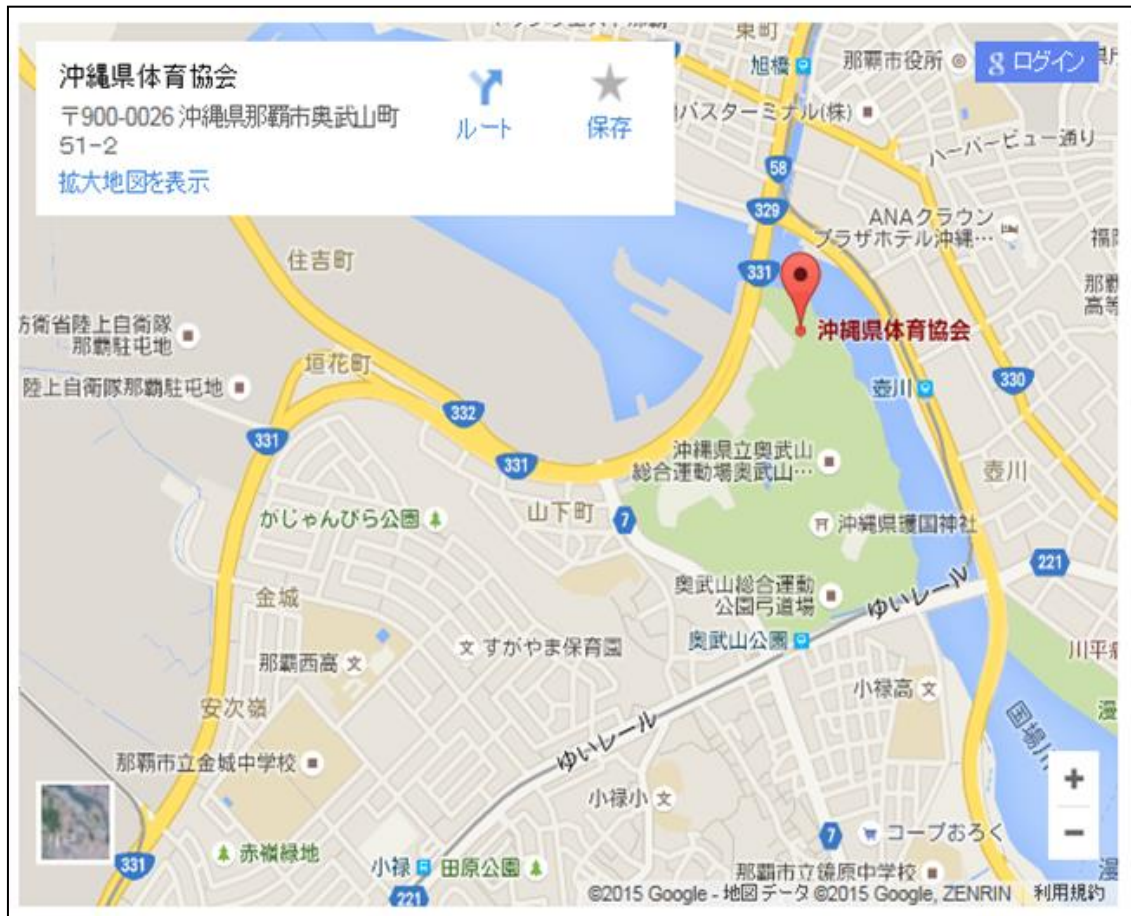 沖縄県体育協会
〒900-0026 沖縄県那覇市奥武山町
51-2
拡大地図を表示
ルート
保存
東町
旭橋
那覇市役所
g ログイン
バスターミナル(株)
ハーバービュー通り
58
329
ANAクラウン
プラザホテル沖縄…
福
那覇
高等
住吉町
331
防衛省陸上自衛隊
那覇駐屯地
沖縄県体育協会
垣花町
陸上自衛隊那覇駐屯地
壺川
330
332
331
331
沖縄県立奥武山
総合運動場奥武山…
壺川
がじゃんびら公園
山下町
7
沖縄県護国神社
221
金城
奥武山総合運動
公園弓道場
ゆいレール
すがやま保育園
奥武山公園
川平病
那覇西高
小禄高
安次嶺
漫
国場川
ゆいレール
那覇市立金城中学校
小禄小
+
7
コープおろく
−
赤嶺緑地
331
小禄
田原公園
那覇市立鏡原中学校
漫
221
©2015 Google - 地図データ ©2015 Google, ZENRIN
利用規約